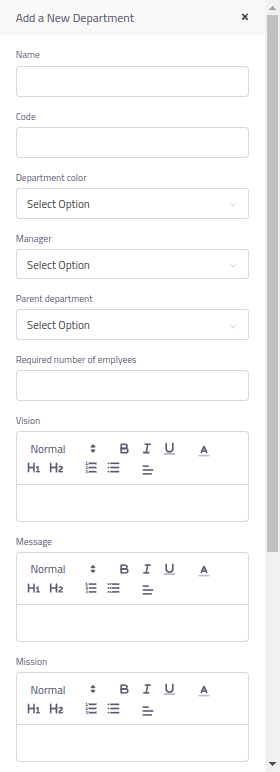 Add a New Department ×
Name
Code
Department color
Select Option
Manager
Select Option
Parent department
Select Option
Required number of emplyees
Vision
Normal B I U A
H1 H2
Message
Normal B I U A
H1 H2
Mission
Normal B I U A
H1 H2